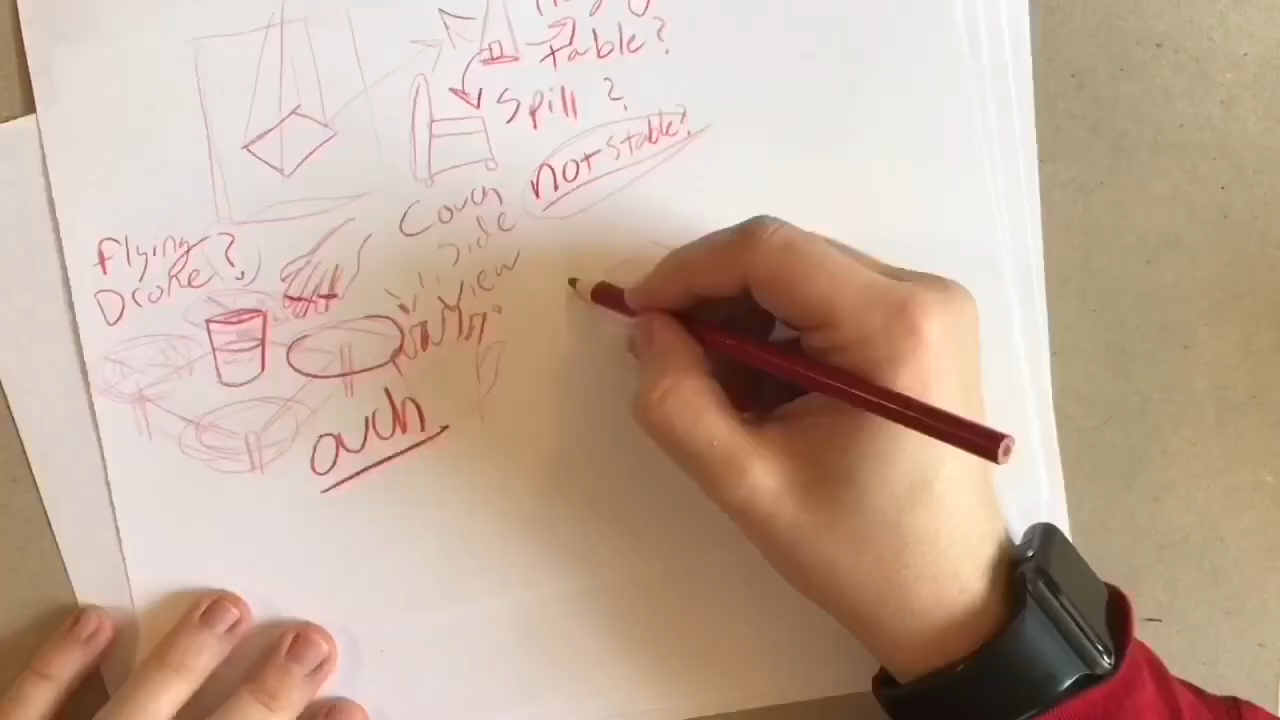 table?
Spill ?
not stable?
Couch
side
view
Flying
Drone?
ouch